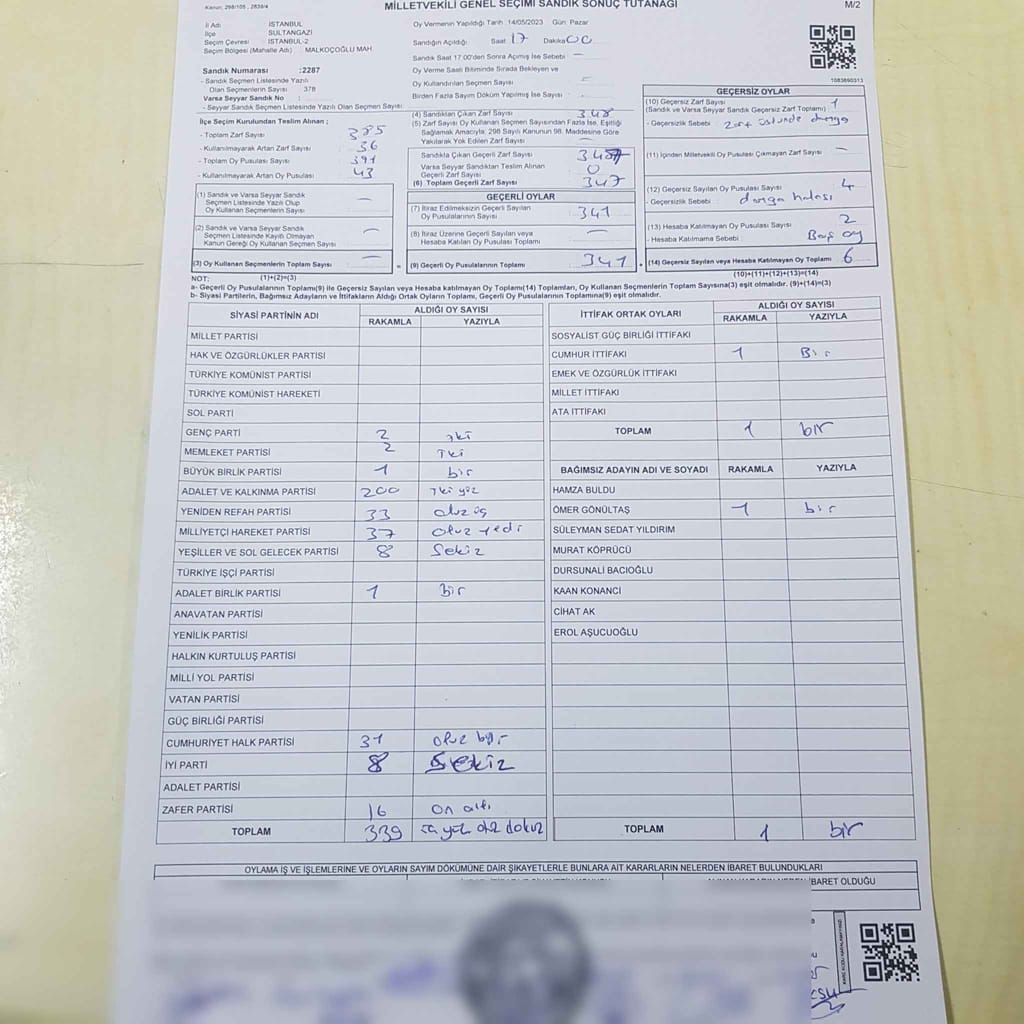 Kanun: 298/105 , 2839/4
MİLLETVEKİLİ GENEL SEÇİMİ SANDIK SONUÇ TUTANAĞI
M/2
İl Adı : İSTANBUL
İlçe : SULTANGAZİ
Seçim Çevresi : İSTANBUL-2
Seçim Bölgesi (Mahalle Adı) : MALKOÇOĞLU MAH
Sandık Numarası :2287
- Sandık Seçmen Listesinde Yazılı
Olan Seçmenlerin Sayısı 378
Varsa Seyyar Sandık No :
- Seyyar Sandık Seçmen Listesinde Yazılı Olan Seçmen Sayısı:
İlçe Seçim Kurulundan Teslim Alınan ;
- Toplam Zarf Sayısı 385
- Kullanılmayarak Artan Zarf Sayısı 36
- Toplam Oy Pusulası Sayısı 391
- Kullanılmayarak Artan Oy Pusulası 43
(1) Sandık ve Varsa Seyyar Sandık
Seçmen Listesinde Yazılı Olup
Oy Kullanan Seçmenlerin Sayısı —
(2) Sandık ve Varsa Seyyar Sandık
Seçmen Listesinde Kayıtlı Olmayan
Kanun Gereği Oy Kullanan Seçmen Sayısı —
(3) Oy Kullanan Seçmenlerin Toplam Sayısı —
(1)+(2)=(3)
Oy Vermenin Yapıldığı Tarih :14/05/2023 Gün: Pazar
Sandığın Açıldığı Saat 17 Dakika 00
Sandık Saat 17.00'den Sonra Açılmış İse Sebebi : —
Oy Verme Saati Bitiminde Sırada Bekleyen ve
Oy Kullandırılan Seçmen Sayısı —
Birden Fazla Sayım Döküm Yapılmış İse Sayısı —
(4) Sandıktan Çıkan Zarf Sayısı 348
(5) Zarf Sayısı Oy Kullanan Seçmen Sayısından Fazla İse, Eşitliği
Sağlamak Amacıyla; 298 Sayılı Kanunun 98. Maddesine Göre
Yakılarak Yok Edilen Zarf Sayısı —
Sandıkta Çıkan Geçerli Zarf Sayısı 347
Varsa Seyyar Sandıktan Teslim Alınan
Geçerli Zarf Sayısı 0
(6) Toplam Geçerli Zarf Sayısı 347
GEÇERLİ OYLAR
(7) İtiraz Edilmeksizin Geçerli Sayılan
Oy Pusulalarının Sayısı 341
(8) İtiraz Üzerine Geçerli Sayılan veya
Hesaba Katılan Oy Pusulası Toplamı —
= (9) Geçerli Oy Pusulalarının Toplamı 341
1083690313
GEÇERSİZ OYLAR
(10) Geçersiz Zarf Sayısı 1
(Sandık ve Varsa Seyyar Sandık Geçersiz Zarf Toplamı)
- Geçersizlik Sebebi zarf üstünde damga
(11) İçinden Milletvekili Oy Pusulası Çıkmayan Zarf Sayısı —
(12) Geçersiz Sayılan Oy Pusulası Sayısı 4
- Geçersizlik Sebebi damga hatası
(13) Hesaba Katılmayan Oy Pusulası Sayısı 2
- Hesaba Katılmama Sebebi Boş oy
+ (14) Geçersiz Sayılan veya Hesaba Katılmayan Oy Toplamı 6
(10)+(11)+(12)+(13)=(14)
NOT:
a- Geçerli Oy Pusulalarının Toplamı(9) ile Geçersiz Sayılan veya Hesaba katılmayan Oy Toplamı(14) Toplamları, Oy Kullanan Seçmenlerin Toplam Sayısına(3) eşit olmalıdır. (9)+(14)=(3)
b- Siyasi Partilerin, Bağımsız Adayların ve İttifakların Aldığı Ortak Oyların Toplamı, Geçerli Oy Pusulalarının Toplamına(9) eşit olmalıdır.
SİYASİ PARTİNİN ADI ALDIĞI OY SAYISI
RAKAMLA YAZIYLA
MİLLET PARTİSİ
HAK VE ÖZGÜRLÜKLER PARTİSİ
TÜRKİYE KOMÜNİST PARTİSİ
TÜRKİYE KOMÜNİST HAREKETİ
SOL PARTİ
GENÇ PARTİ 2 iki
MEMLEKET PARTİSİ 2 iki
BÜYÜK BİRLİK PARTİSİ 1 bir
ADALET VE KALKINMA PARTİSİ 200 iki yüz
YENİDEN REFAH PARTİSİ 33 otuz üç
MİLLİYETÇİ HAREKET PARTİSİ 37 otuz yedi
YEŞİLLER VE SOL GELECEK PARTİSİ 8 Sekiz
TÜRKİYE İŞÇİ PARTİSİ
ADALET BİRLİK PARTİSİ 1 bir
ANAVATAN PARTİSİ
YENİLİK PARTİSİ
HALKIN KURTULUŞ PARTİSİ
MİLLİ YOL PARTİSİ
VATAN PARTİSİ
GÜÇ BİRLİĞİ PARTİSİ
CUMHURİYET HALK PARTİSİ 31 otuz bir
İYİ PARTİ 8 Sekiz
ADALET PARTİSİ
ZAFER PARTİSİ 16 on altı
TOPLAM 339 üç yüz otuz dokuz
İTTİFAK ORTAK OYLARI ALDIĞI OY SAYISI
RAKAMLA YAZIYLA
SOSYALİST GÜÇ BİRLİĞİ İTTİFAKI
CUMHUR İTTİFAKI 1 Bir
EMEK VE ÖZGÜRLÜK İTTİFAKI
MİLLET İTTİFAKI
ATA İTTİFAKI
TOPLAM 1 bir
BAĞIMSIZ ADAYIN ADI VE SOYADI RAKAMLA YAZIYLA
HAMZA BULDU
ÖMER GÖNÜLTAŞ 1 bir
SÜLEYMAN SEDAT YILDIRIM
MURAT KÖPRÜCÜ
DURSUNALİ BACIOĞLU
KAAN KONANCİ
CİHAT AK
EROL AŞUCUOĞLU
TOPLAM 1 bir
OYLAMA İŞ VE İŞLEMLERİNE VE OYLARIN SAYIM DÖKÜMÜNE DAİR ŞİKAYETLERLE BUNLARA AİT KARARLARIN NELERDEN İBARET BULUNDUKLARI
İBARET OLDUĞU